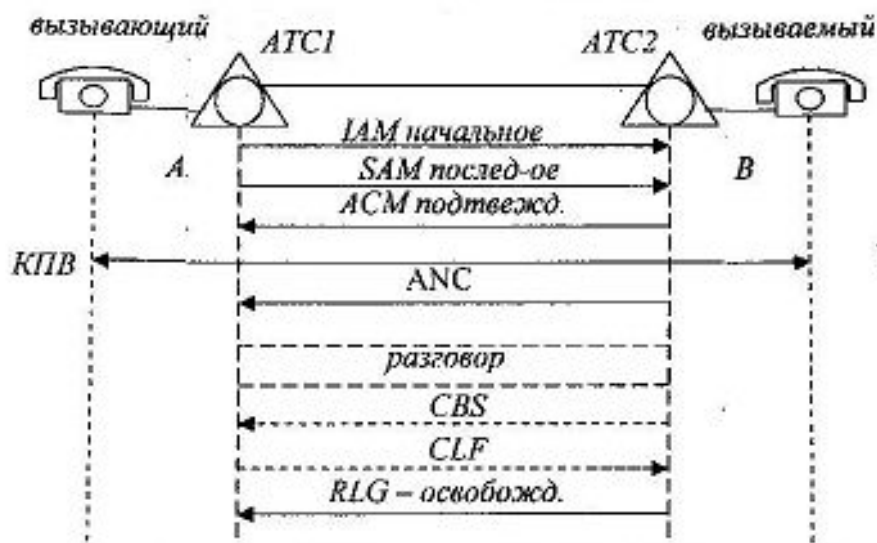 вызывающий АТС1 АТС2 вызываемый
IAM начальное
А. SAM послед-ое В
АСМ подтвежд.
КПВ
ANC
разговор
CBS
CLF
RLG – освобожд.